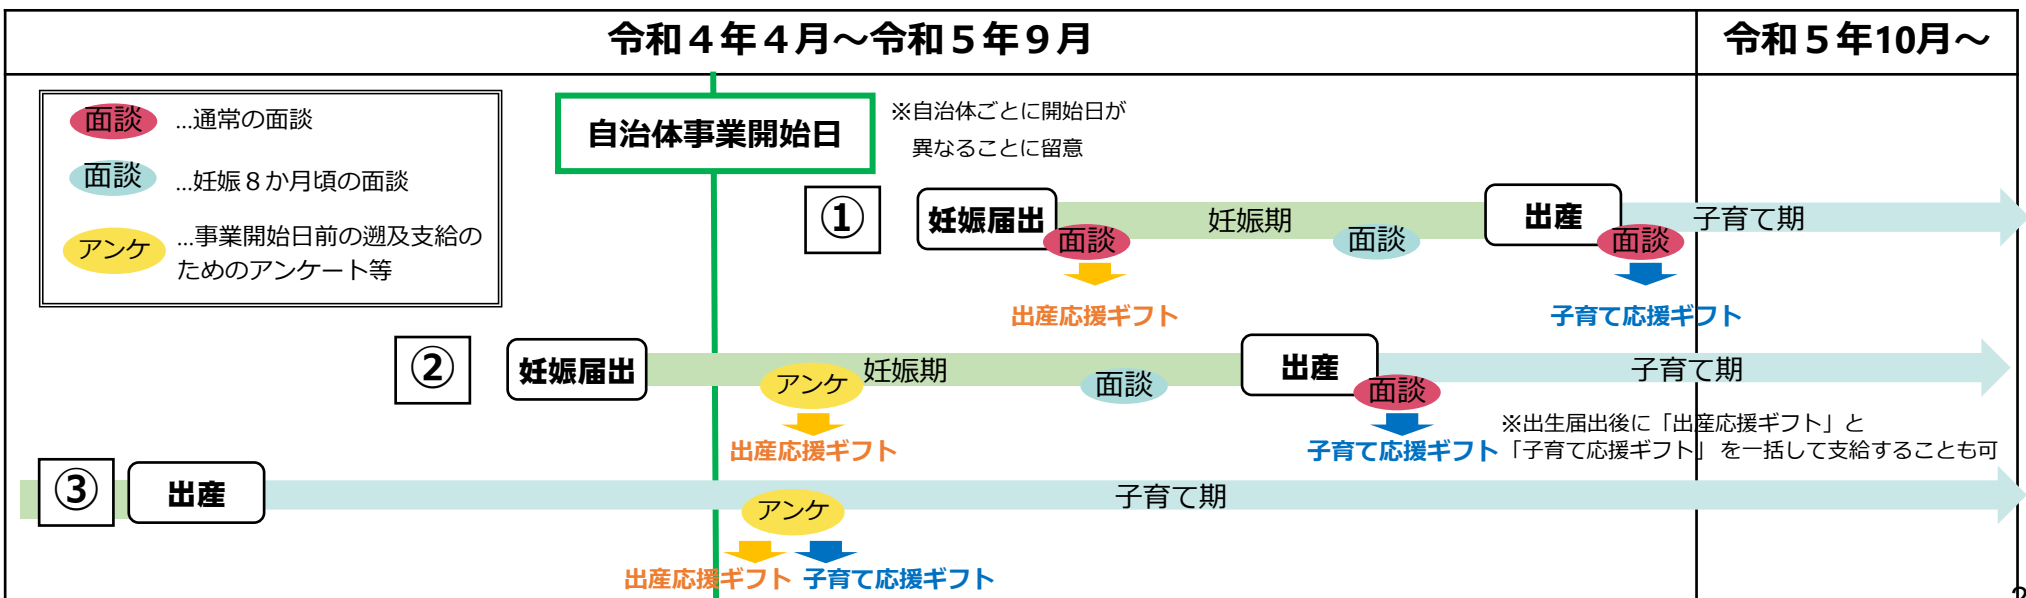 令和４年４月～令和５年９月
令和５年10月～
面談 …通常の面談
面談 …妊娠８か月頃の面談
アンケ …事業開始日前の遡及支給の
ためのアンケート等
自治体事業開始日
※自治体ごとに開始日が
異なることに留意
① 妊娠届出 面談 妊娠期 面談 出産 面談 子育て期
出産応援ギフト 子育て応援ギフト
② 妊娠届出 アンケ 妊娠期 面談 出産 面談 子育て期
出産応援ギフト 子育て応援ギフト
※出生届出後に「出産応援ギフト」と
「子育て応援ギフト」を一括して支給することも可
③ 出産 アンケ 子育て期
出産応援ギフト 子育て応援ギフト